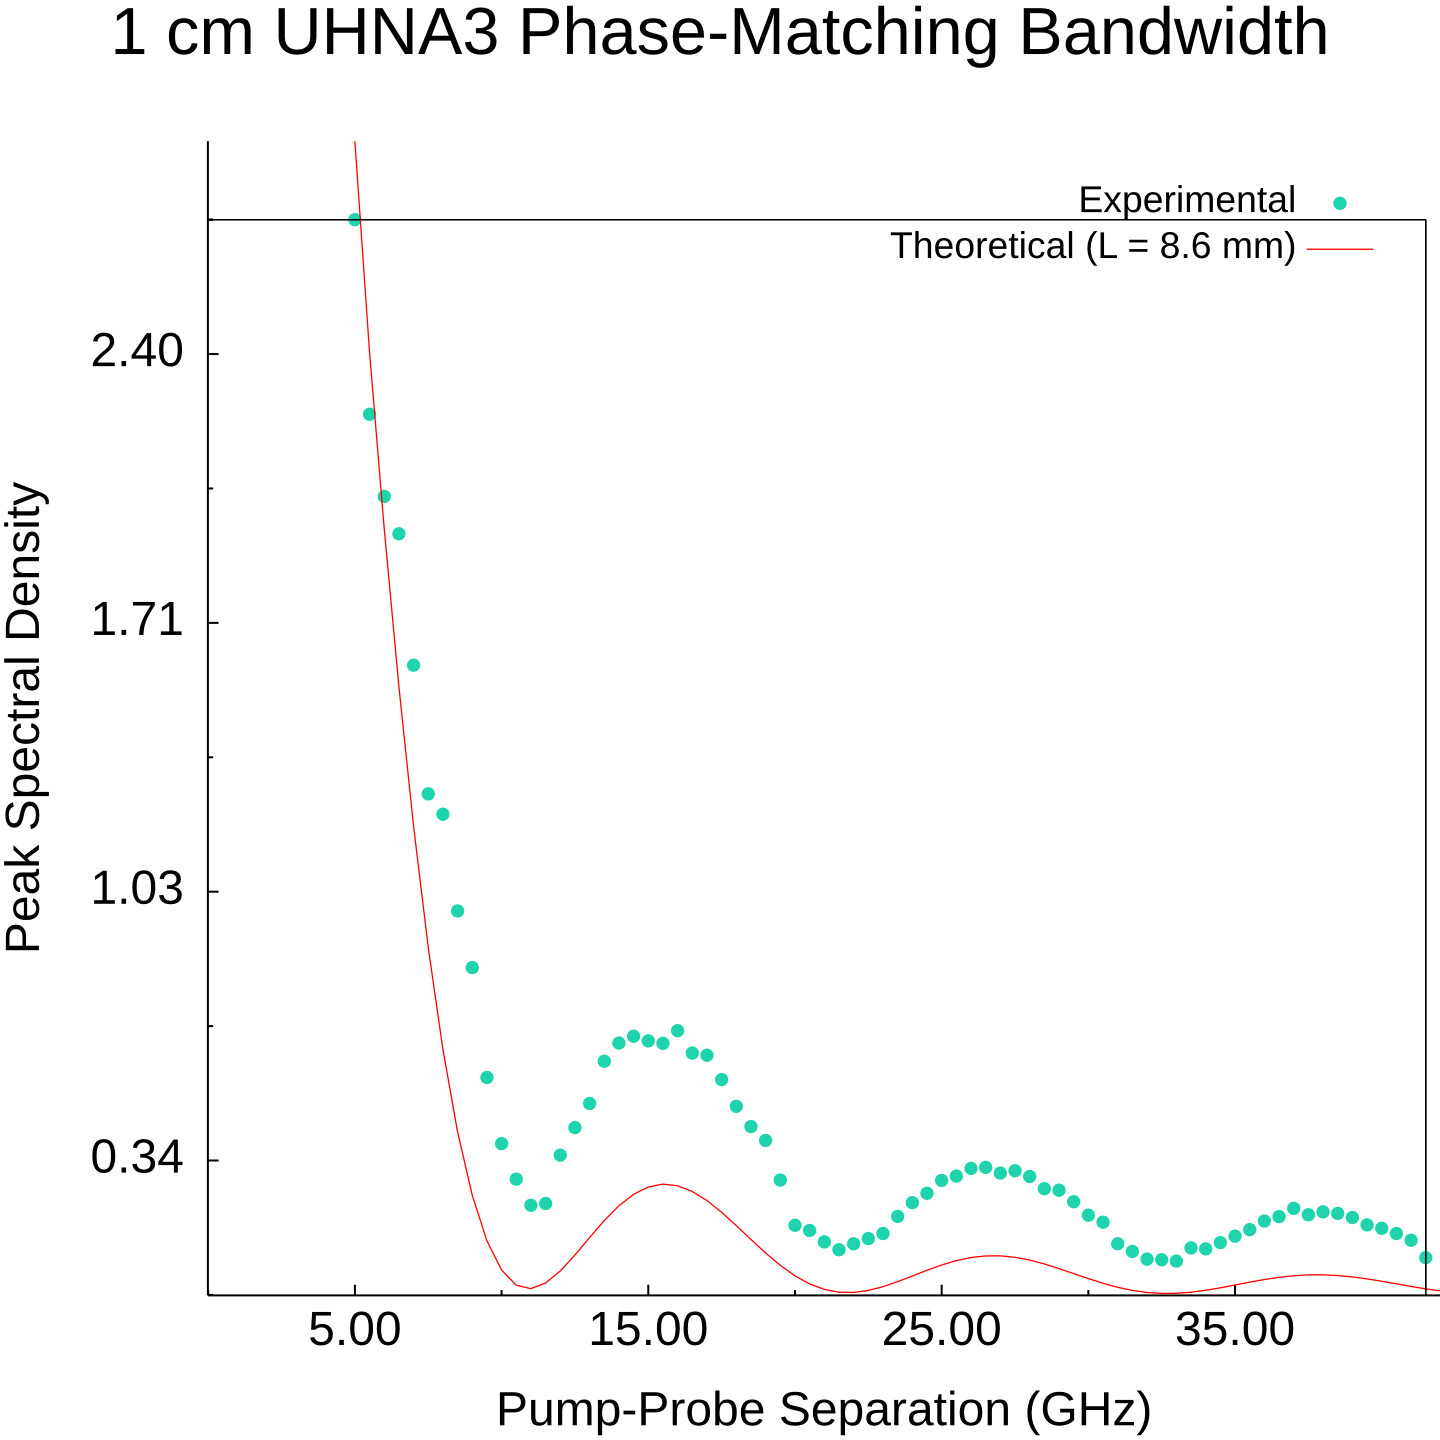 1 cm UHNA3 Phase-Matching Bandwidth
Experimental
Theoretical (L = 8.6 mm)
2.40
1.71
1.03
0.34
Peak Spectral Density
5.00 15.00 25.00 35.00
Pump-Probe Separation (GHz)